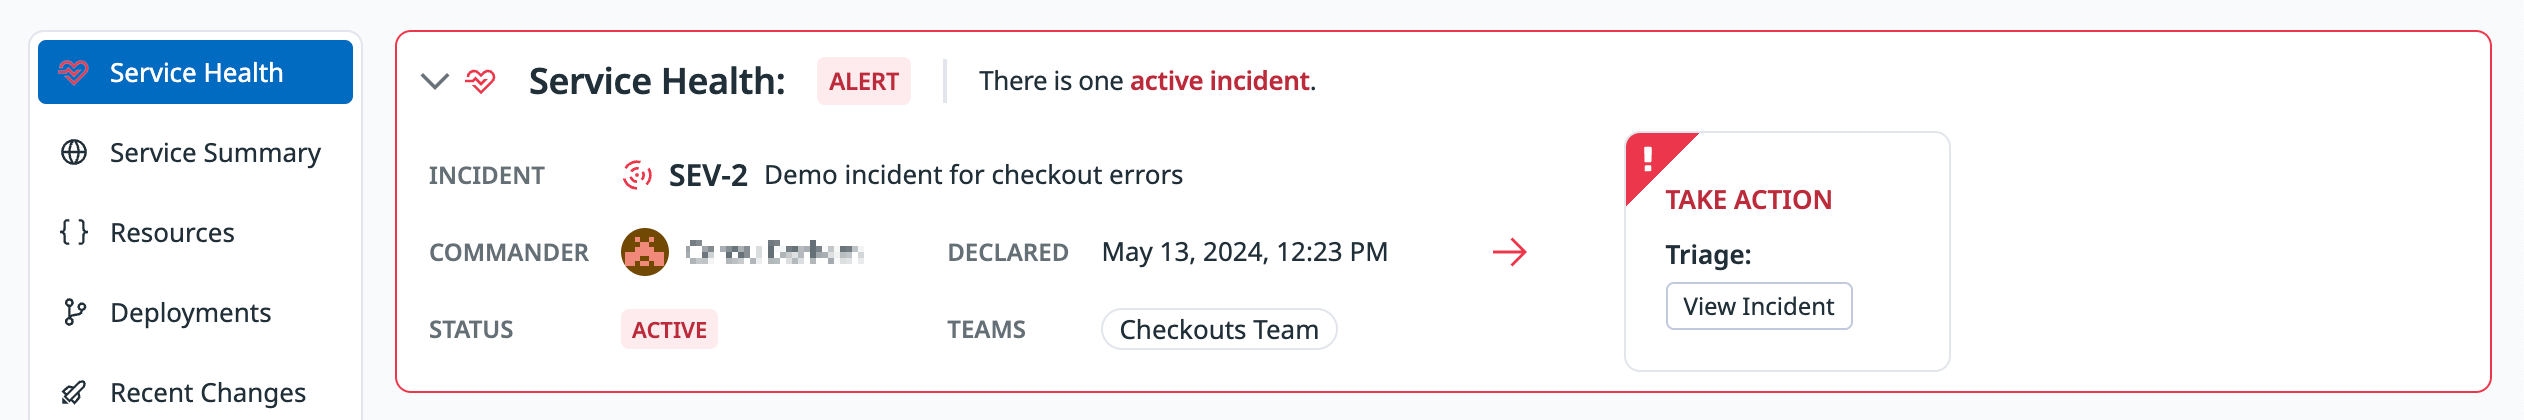 Service Health
Service Summary
Resources
Deployments
Recent Changes
Service Health: ALERT There is one active incident.
INCIDENT SEV-2 Demo incident for checkout errors
COMMANDER DECLARED May 13, 2024, 12:23 PM
STATUS ACTIVE TEAMS Checkouts Team
TAKE ACTION
Triage:
View Incident